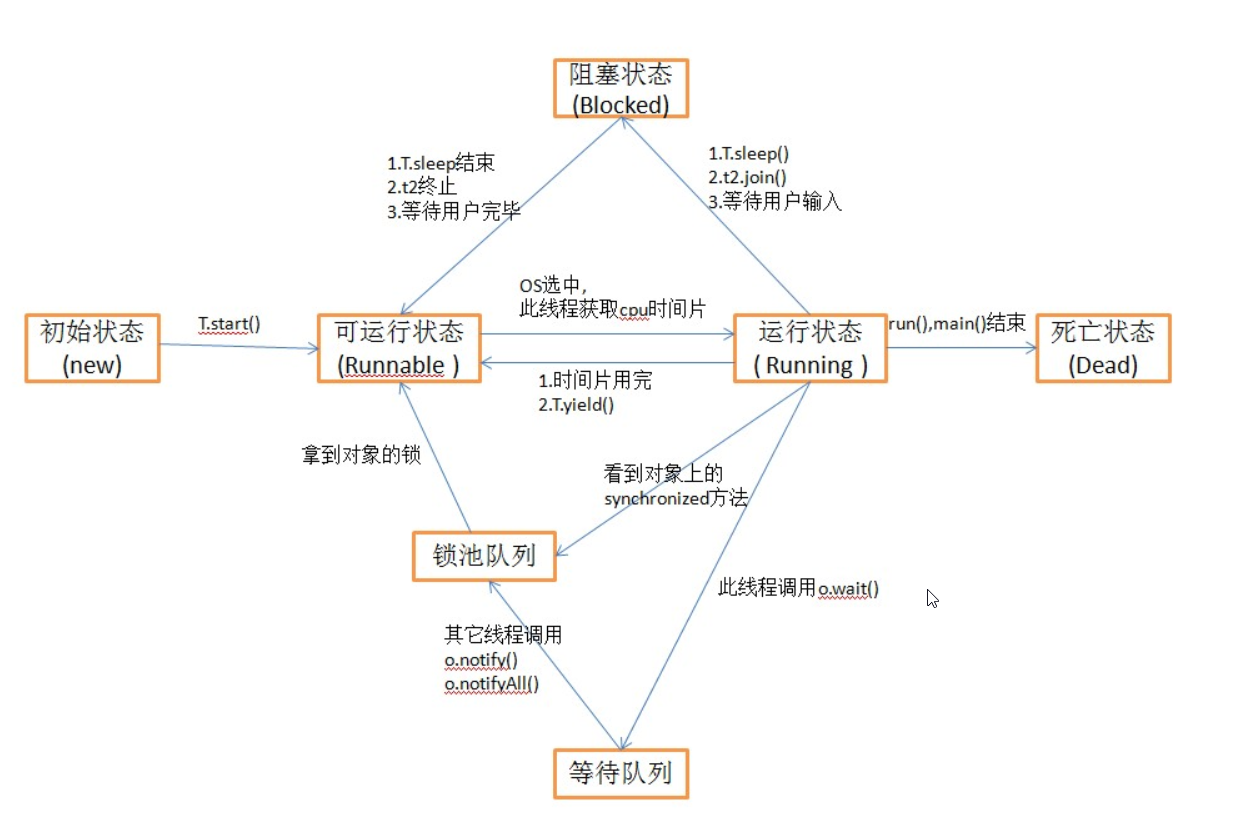 阻塞状态
(Blocked)
1.T.sleep结束
2.t2终止
3.等待用户完毕
1.T.sleep()
2.t2.join()
3.等待用户输入
OS选中,
此线程获取cpu时间片
初始状态
(new)
T.start()
可运行状态
(Runnable )
运行状态
( Running )
run(),main()结束
死亡状态
(Dead)
1.时间片用完
2.T.yield()
拿到对象的锁
看到对象上的
synchronized方法
锁池队列
此线程调用o.wait()
其它线程调用
o.notify()
o.notifyAll()
等待队列